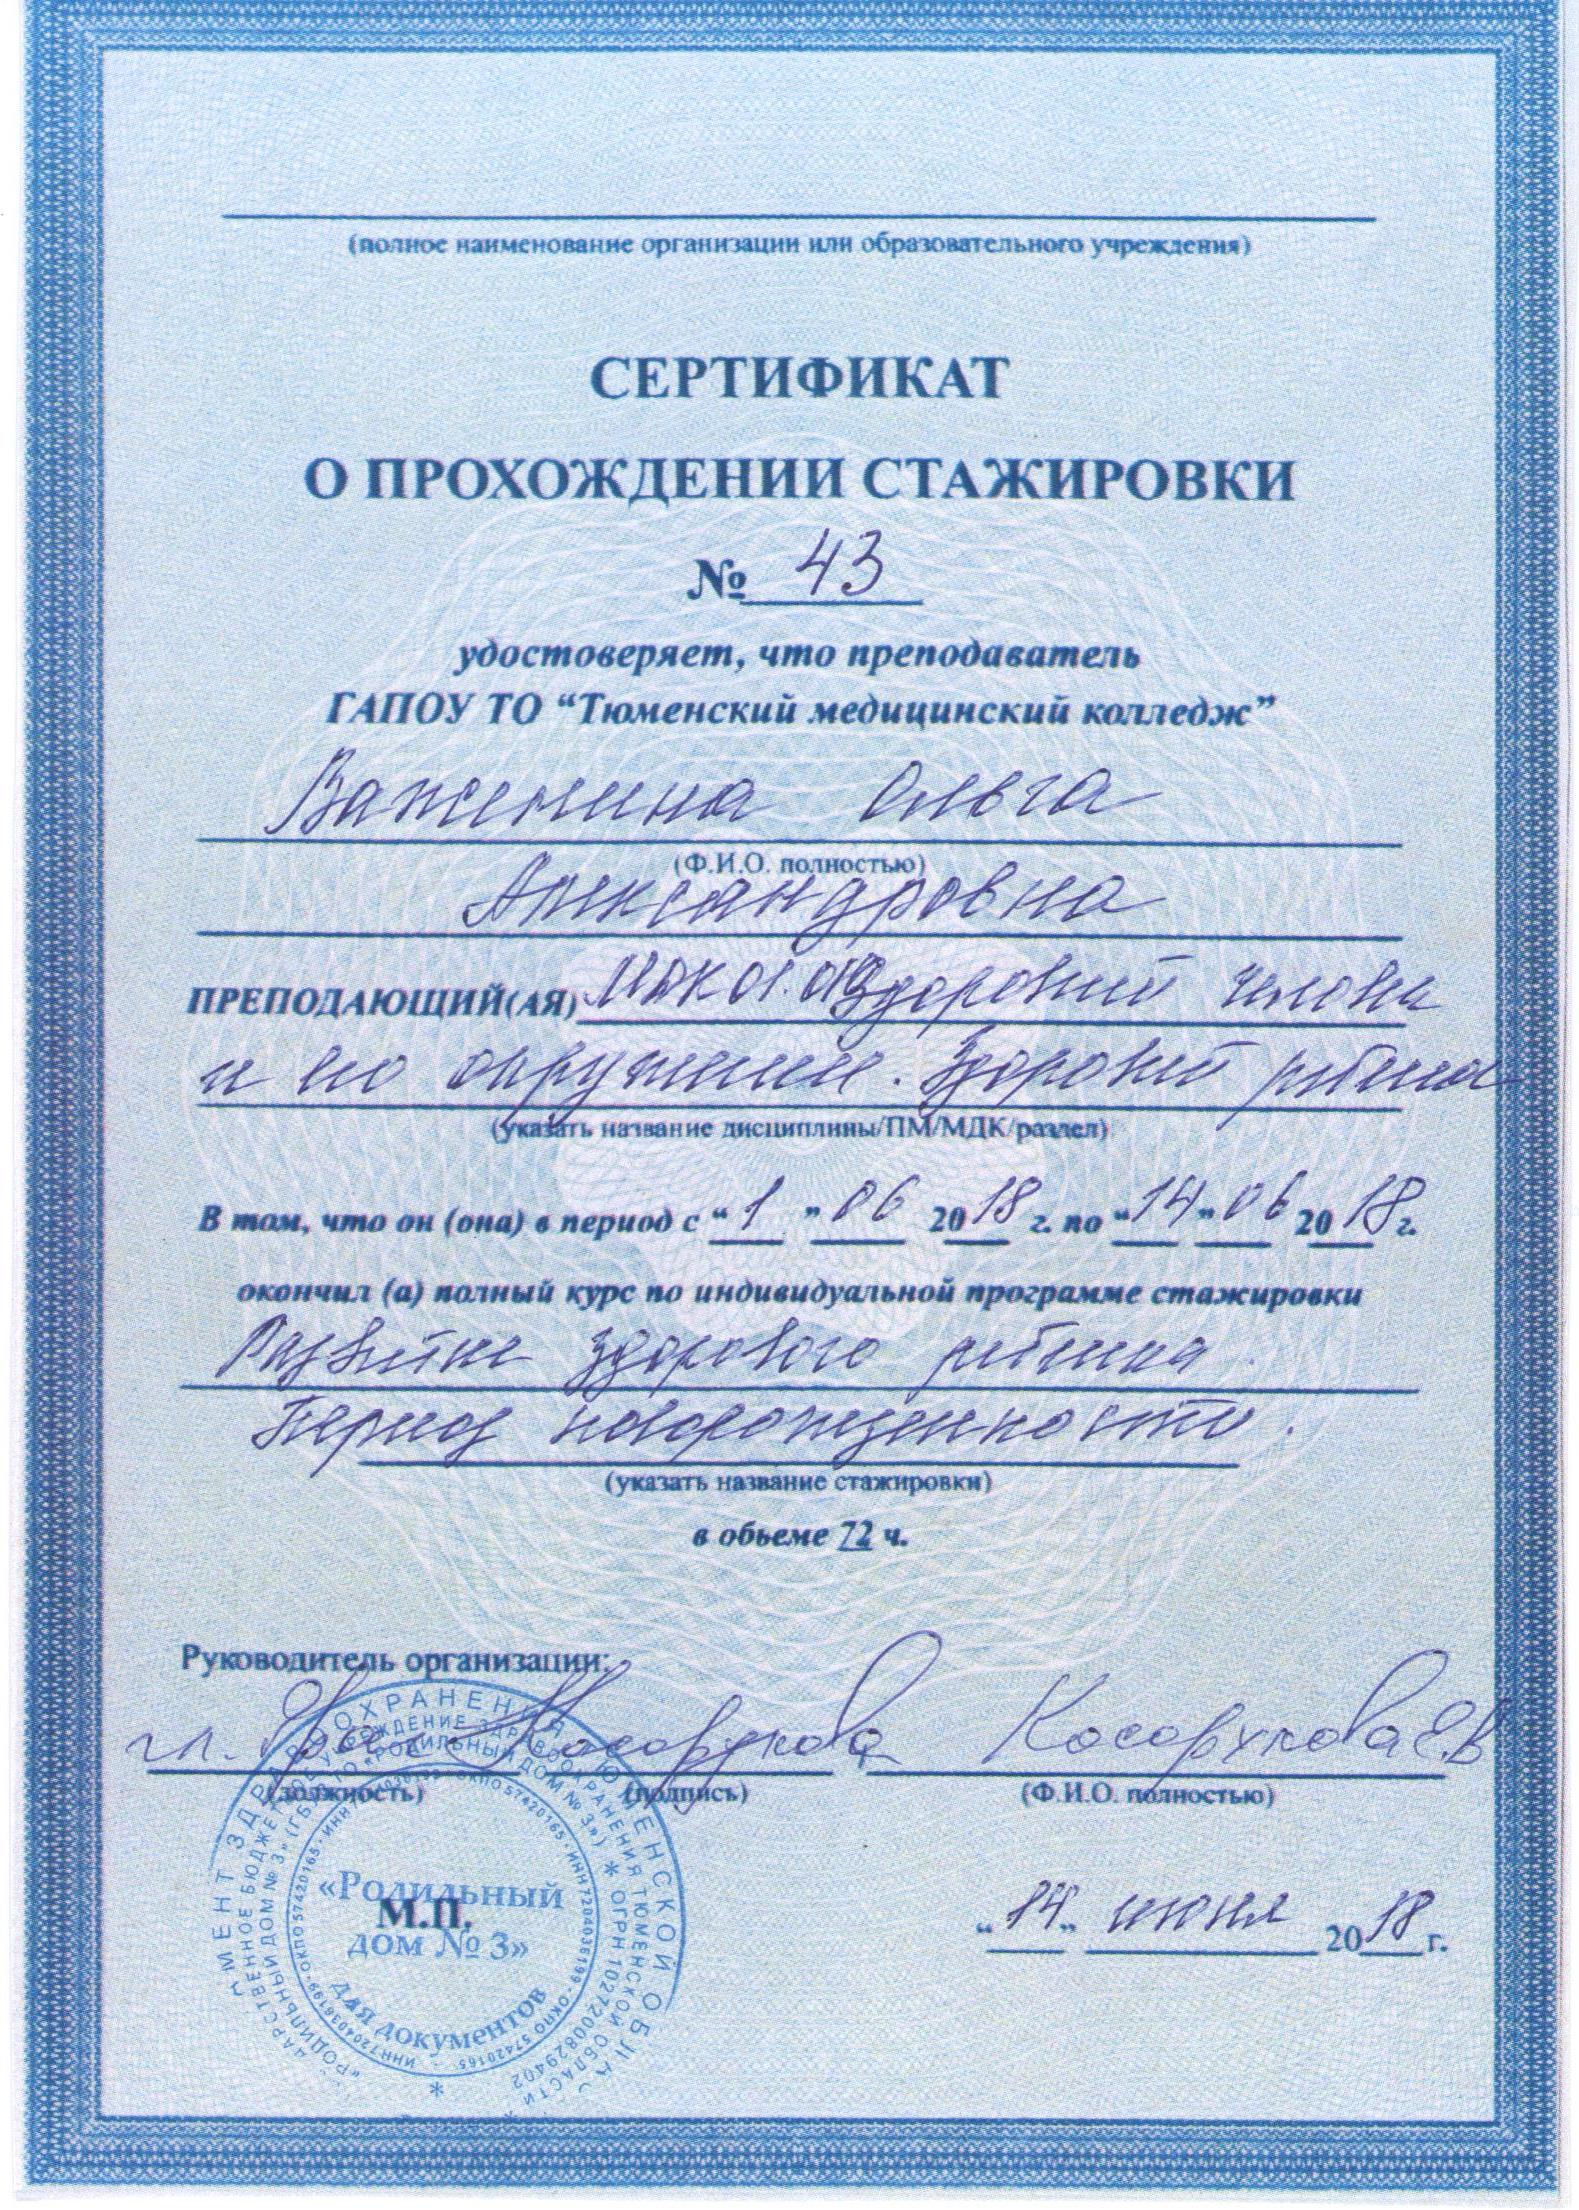 (полное наименование организации или образовательного учреждения)
СЕРТИФИКАТ
О ПРОХОЖДЕНИИ СТАЖИРОВКИ
№ 43
удостоверяет, что преподаватель
ГАПОУ ТО “Тюменский медицинский колледж”
Важенина Ольга
(Ф.И.О. полностью)
Александровна
ПРЕПОДАЮЩИЙ(АЯ) МДК 01.01 Здоровый человек
и его окружение. Здоровый ребенок
(указать название дисциплины/ПМ/МДК/раздел)
В том, что он (она) в период с “ 1 ” 06 2018 г. по “14” 06 2018 г.
окончил (а) полный курс по индивидуальной программе стажировки
Развитие здорового ребенка.
Период новорожденности.
(указать название стажировки)
в обьеме 72 ч.
Руководитель организации:
гл. врач Косорукова Косорукова Е.В
(должность) (подпись) (Ф.И.О. полностью)
«Родильный
М.П.
дом № 3»
для документов
“14” июня 2018 г.